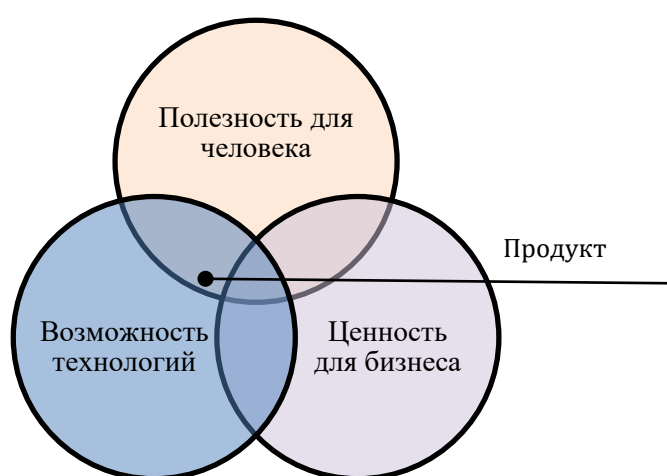 Полезность для
человека
Продукт
Возможность
технологий
Ценность
для бизнеса